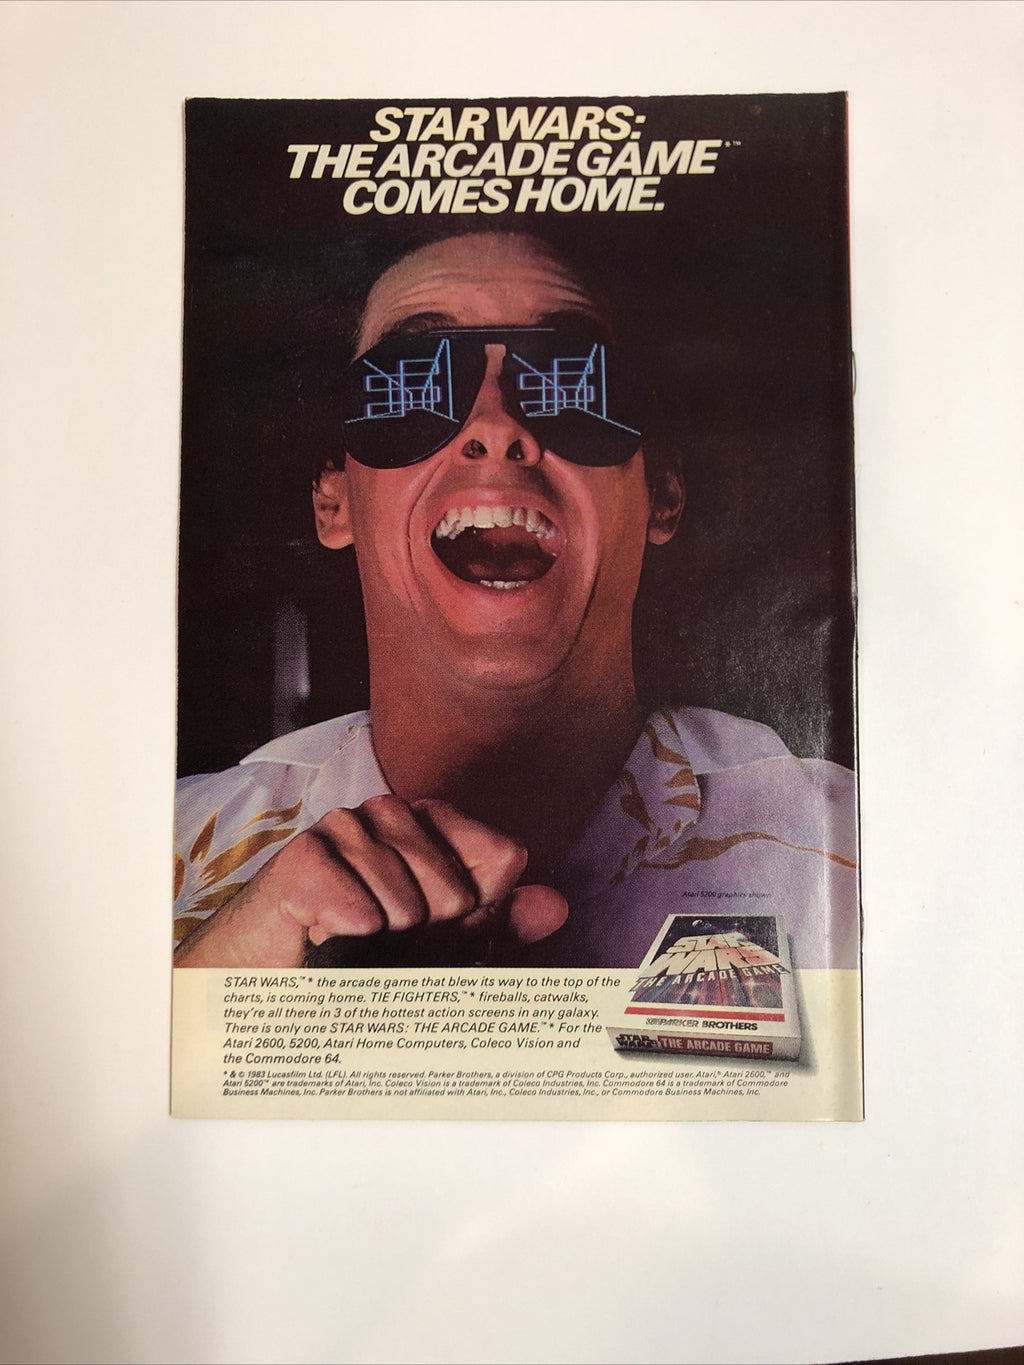 STAR WARS:
THE ARCADE GAME*™
COMES HOME.
Atari 5200 graphics shown
STAR WARS
THE ARCADE GAME
PARKER BROTHERS
STAR WARS THE ARCADE GAME
STAR WARS,™* the arcade game that blew its way to the top of the
charts, is coming home. TIE FIGHTERS,™* fireballs, catwalks,
they're all there in 3 of the hottest action screens in any galaxy.
There is only one STAR WARS: THE ARCADE GAME.™* For the
Atari 2600, 5200, Atari Home Computers, Coleco Vision and
the Commodore 64.
* & © 1983 Lucasfilm Ltd. (LFL). All rights reserved. Parker Brothers, a division of CPG Products Corp., authorized user. Atari,® Atari 2600,™ and
Atari 5200™ are trademarks of Atari, Inc. Coleco Vision is a trademark of Coleco Industries, Inc. Commodore 64 is a trademark of Commodore
Business Machines, Inc. Parker Brothers is not affiliated with Atari, Inc., Coleco Industries, Inc., or Commodore Business Machines, Inc.